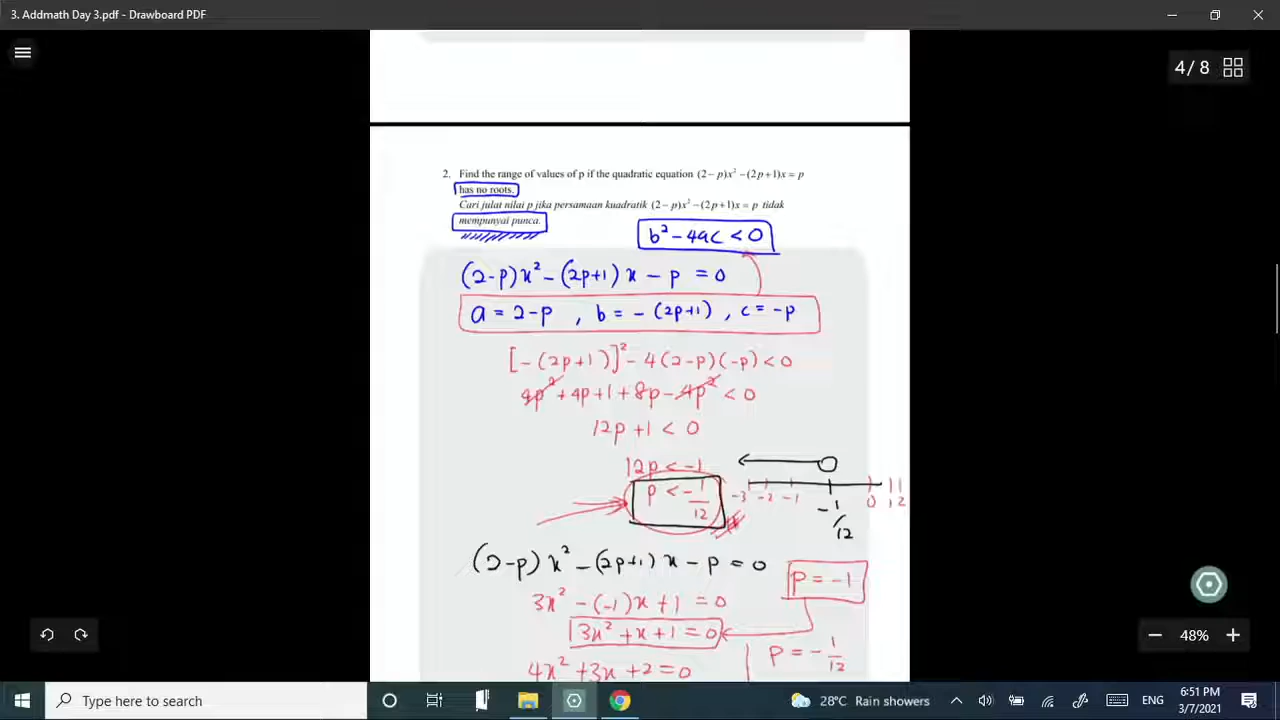 3. Addmath Day 3.pdf - Drawboard PDF
4/8
2. Find the range of values of p if the quadratic equation (2−p)x² −(2p+1)x = p
has no roots.
Cari julat nilai p jika persamaan kuadratik (2−p)x² −(2p+1)x = p tidak
mempunyai punca.
b² − 4ac < 0
(2-p)x² − (2p+1)x − p = 0
a = 2-p , b = − (2p+1) , c = -p
[−(2p+1)]² − 4(2-p)(-p) < 0
4p² + 4p + 1 + 8p − 4p² < 0
12p + 1 < 0
12p < -1
p < -1/12
-3 -2 -1 0 1 2
-1/12
(2-p)x² − (2p+1)x − p = 0
p = -1
3x² − (-1)x + 1 = 0
3x² + x + 1 = 0
p = -1/12
4x² + 3x + 2 = 0
48%
Type here to search
28°C Rain showers
ENG
6:51 PM
3/7/2021